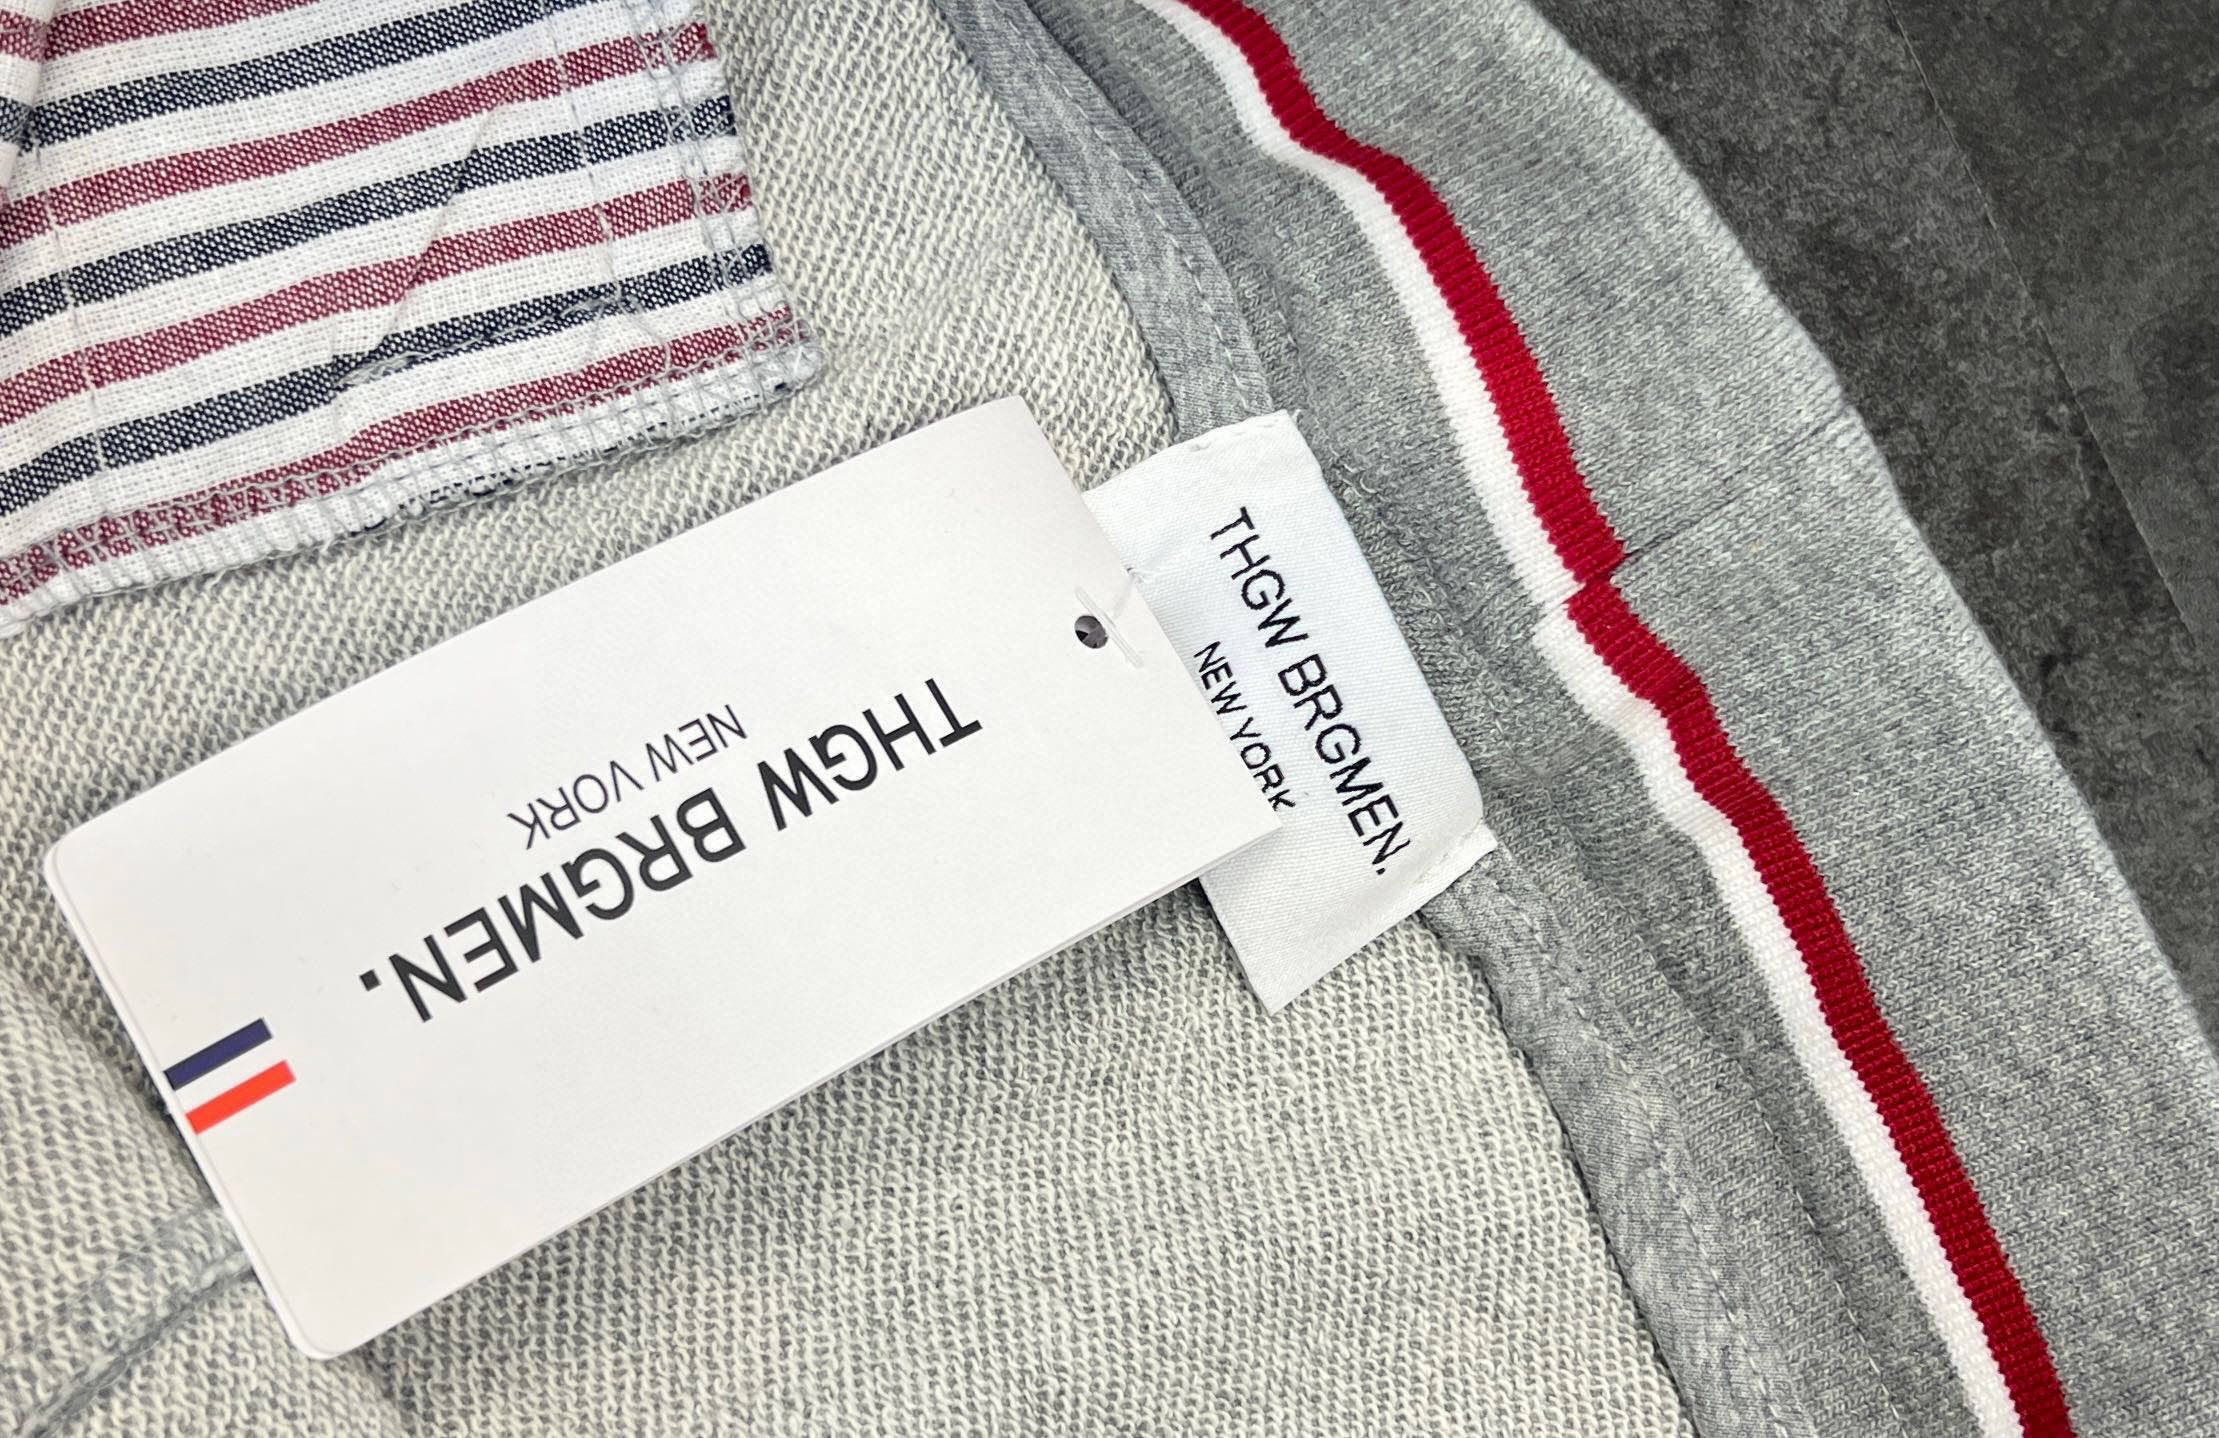 THGW BRGMEN.
NEW VORK
THGW BRGMEN.
NEW YORK